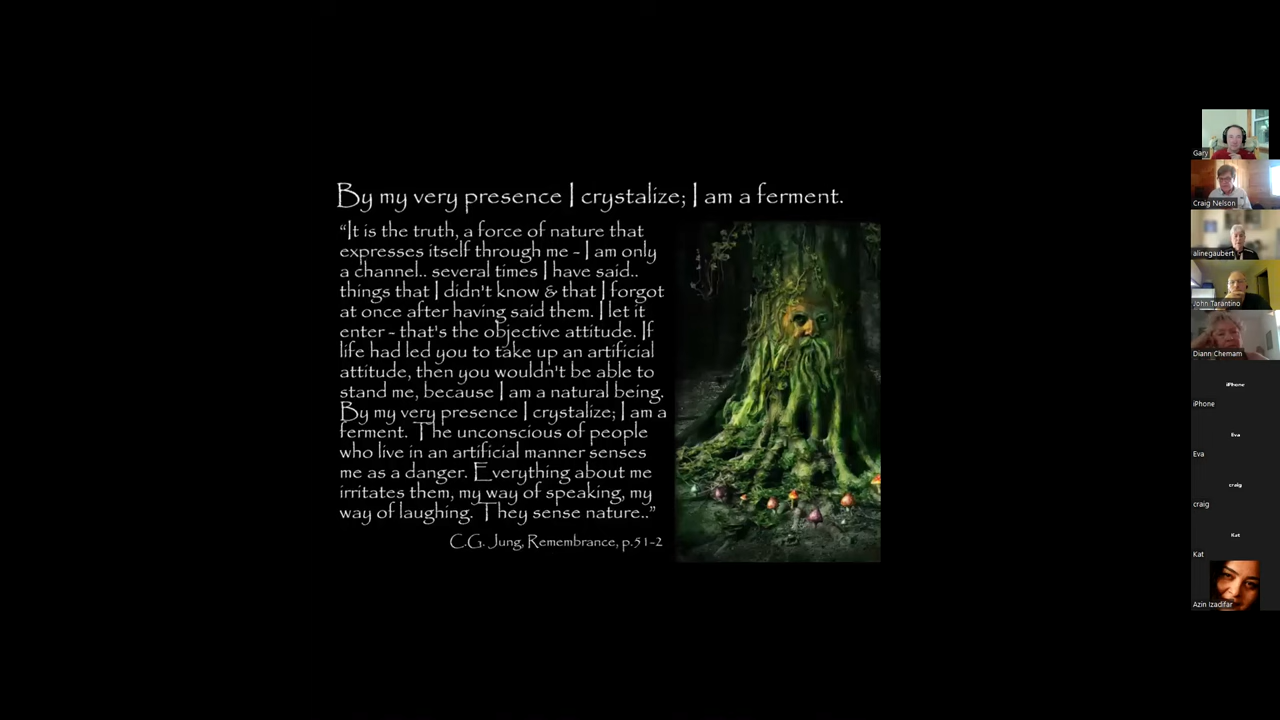 By my very presence I crystalize; I am a ferment.
“It is the truth, a force of nature that
expresses itself through me - I am only
a channel.. several times I have said..
things that I didn't know & that I forgot
at once after having said them. I let it
enter - that's the objective attitude. If
life had led you to take up an artificial
attitude, then you wouldn't be able to
stand me, because I am a natural being.
By my very presence I crystalize; I am a
ferment. The unconscious of people
who live in an artificial manner senses
me as a danger. Everything about me
irritates them, my way of speaking, my
way of laughing. They sense nature..”
C.G. Jung, Remembrance, p.51-2
Gary
Craig Nelson
alinegaubert
John Tarantino
Diann Chemam
iPhone
iPhone
Eva
Eva
craig
craig
Kat
Kat
Azin Izadifar